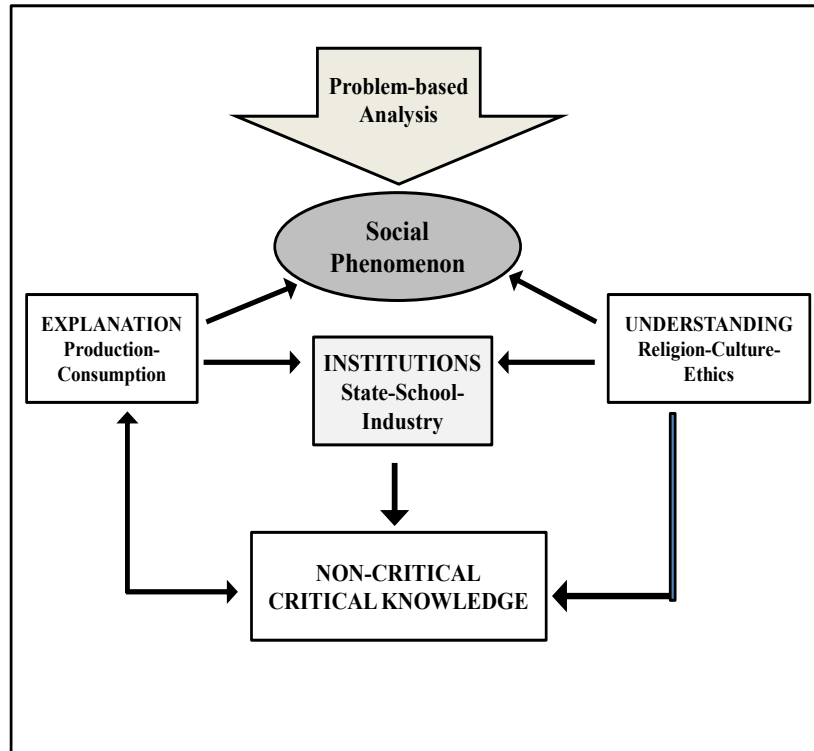 Problem-based
Analysis
Social
Phenomenon
EXPLANATION
Production-
Consumption
INSTITUTIONS
State-School-
Industry
UNDERSTANDING
Religion-Culture-
Ethics
NON-CRITICAL
CRITICAL KNOWLEDGE